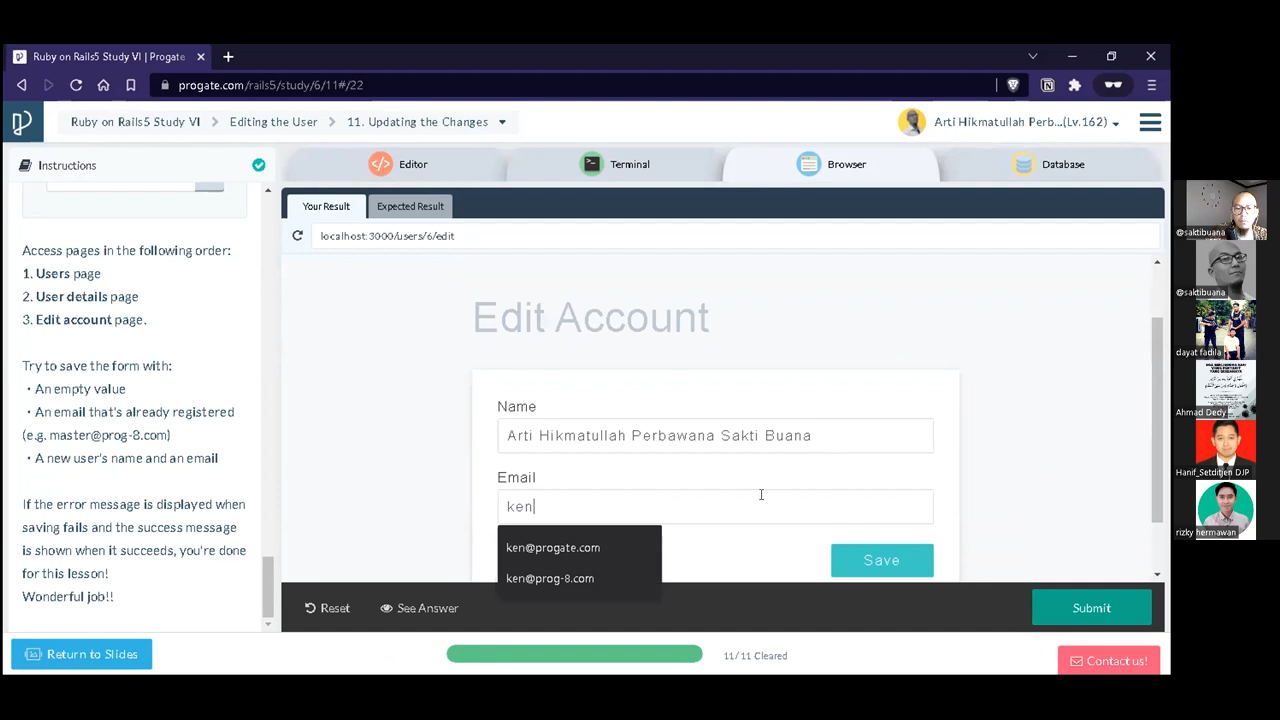 Ruby on Rails5 Study VI | Progate
progate.com/rails5/study/6/11#/22
Ruby on Rails5 Study VI > Editing the User > 11. Updating the Changes
Arti Hikmatullah Perb...(Lv.162)
Instructions
Editor
Terminal
Browser
Database
Your Result
Expected Result
localhost:3000/users/6/edit
Access pages in the following order:
1. Users page
2. User details page
3. Edit account page.
Try to save the form with:
・An empty value
・An email that's already registered
(e.g. master@prog-8.com)
・A new user's name and an email
If the error message is displayed when
saving fails and the success message
is shown when it succeeds, you're done
for this lesson!
Wonderful job!!
Edit Account
Name
Arti Hikmatullah Perbawana Sakti Buana
Email
ken
ken@progate.com
ken@prog-8.com
Save
Reset
See Answer
Submit
Return to Slides
11/11 Cleared
Contact us!
@saktibuana
@saktibuana
dayat fadila
Ahmad Dedy
Hanif_Setditjen DJP
rizky hermawan